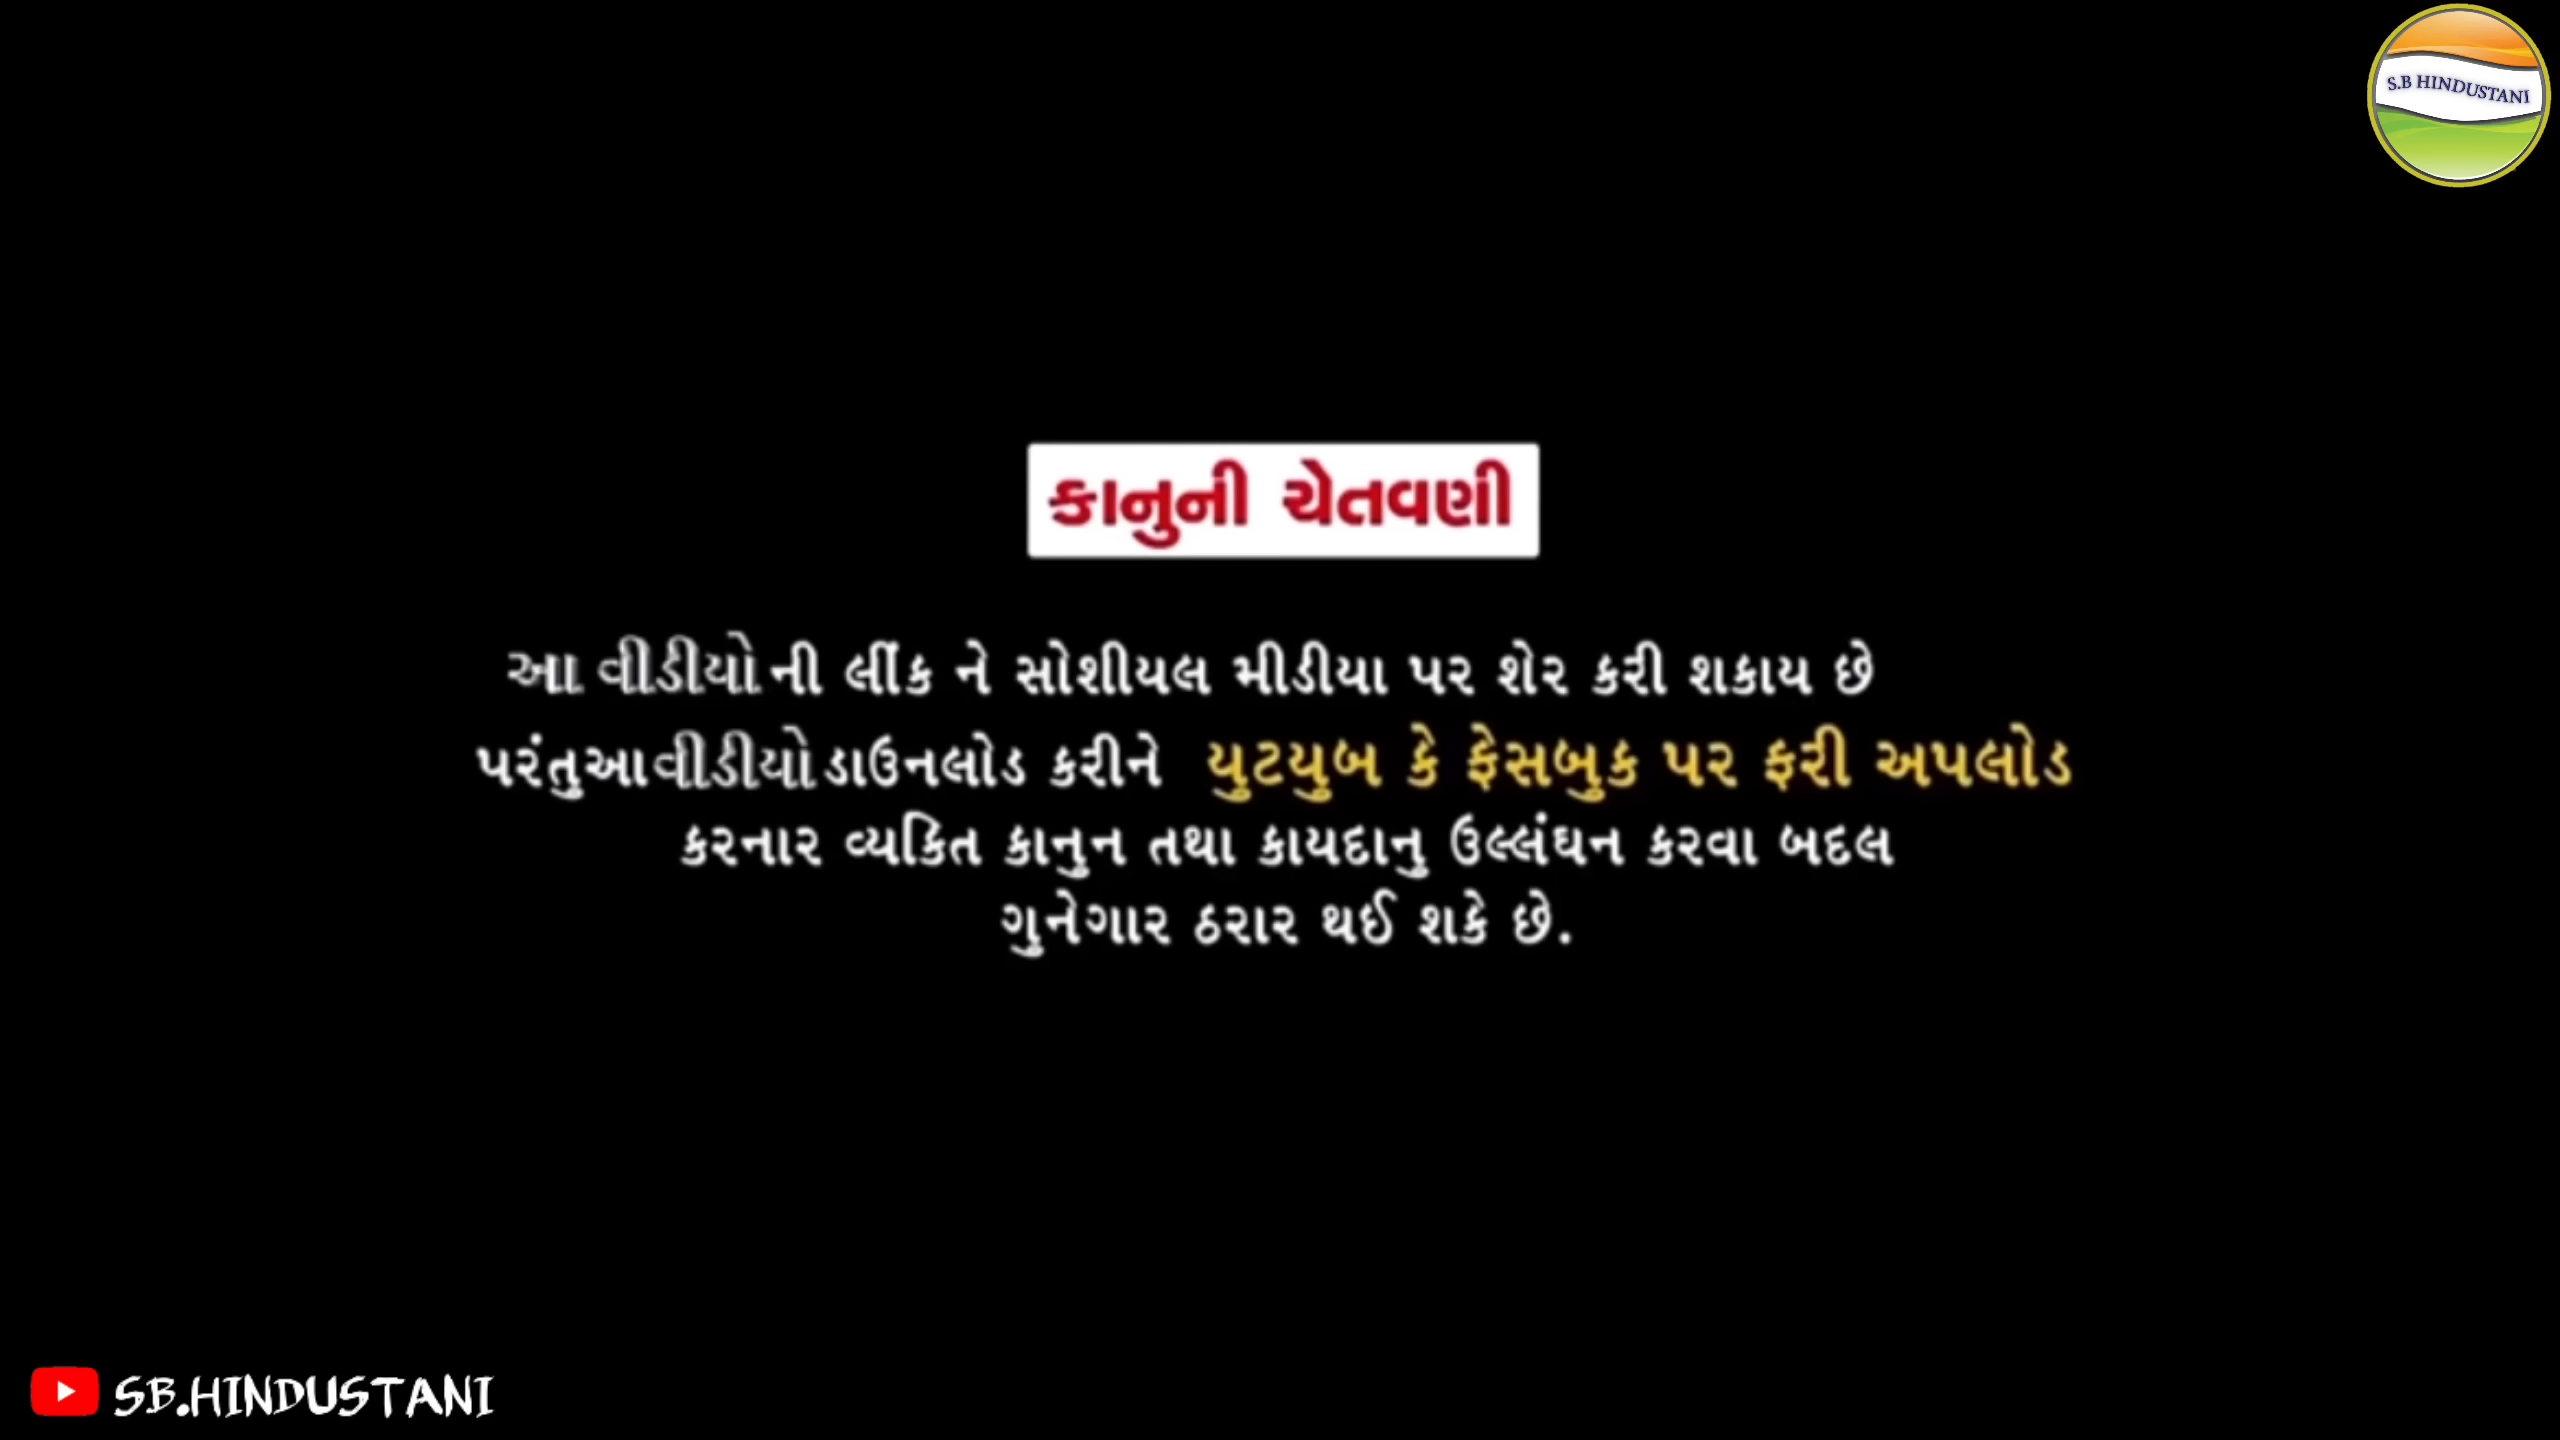 S.B HINDUSTANI
કાનુની ચેતવણી
આ વીડીયો ની લીંક ને સોશીયલ મીડીયા પર શેર કરી શકાય છે
પરંતુઆવીડીયો ડાઉનલોડ કરીને યુટયુબ કે ફેસબુક પર ફરી અપલોડ
કરનાર વ્યકિત કાનુન તથા કાયદાનુ ઉલ્લંઘન કરવા બદલ
ગુનેગાર ઠરાર થઈ શકે છે.
SB.HINDUSTANI